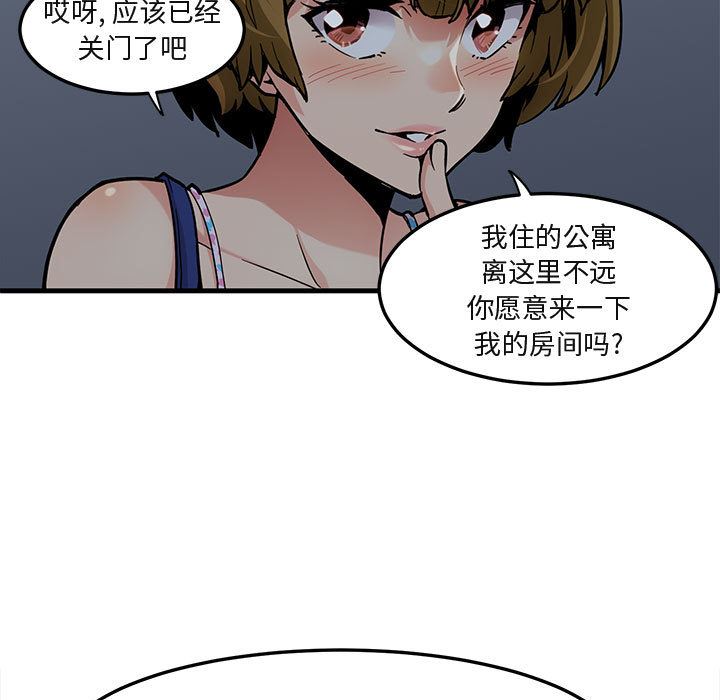 哎呀, 应该已经
关门了吧
我住的公寓
离这里不远
你愿意来一下
我的房间吗?